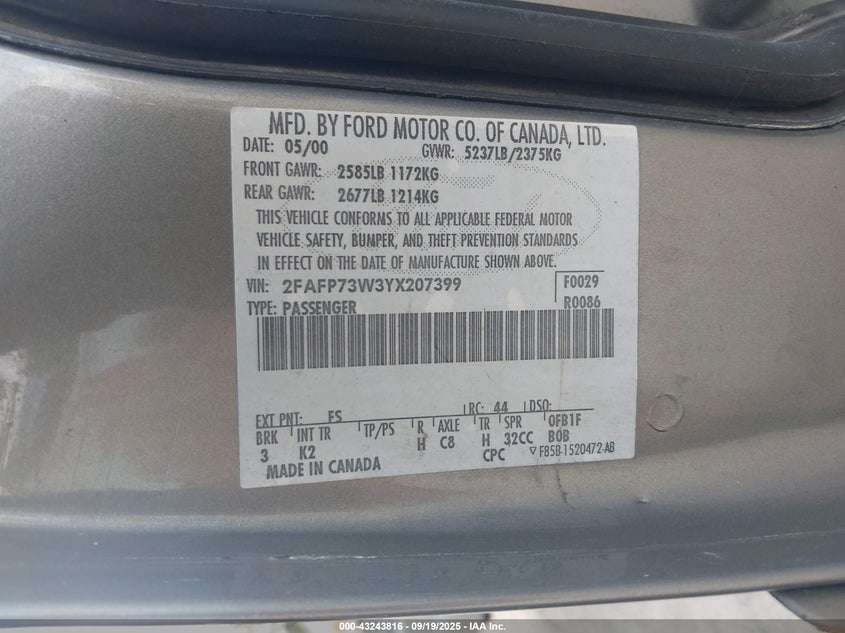 MFD. BY FORD MOTOR CO. OF CANADA, LTD.
DATE: 05/00 GVWR: 5237LB/2375KG
FRONT GAWR: 2585LB 1172KG
REAR GAWR: 2677LB 1214KG
THIS VEHICLE CONFORMS TO ALL APPLICABLE FEDERAL MOTOR
VEHICLE SAFETY, BUMPER, AND THEFT PREVENTION STANDARDS
IN EFFECT ON THE DATE OF MANUFACTURE SHOWN ABOVE.
VIN: 2FAFP73W3YX207399 F0029
TYPE: PASSENGER R0086
EXT PNT: FS RC: 44 DSO:
BRK INT TR TP/PS R AXLE TR SPR OFB1F
3 K2 H C8 H 32CC BOB
MADE IN CANADA CPC ▽F85B-1520472-AB
000-43243816 - 09/19/2025 - IAA Inc.